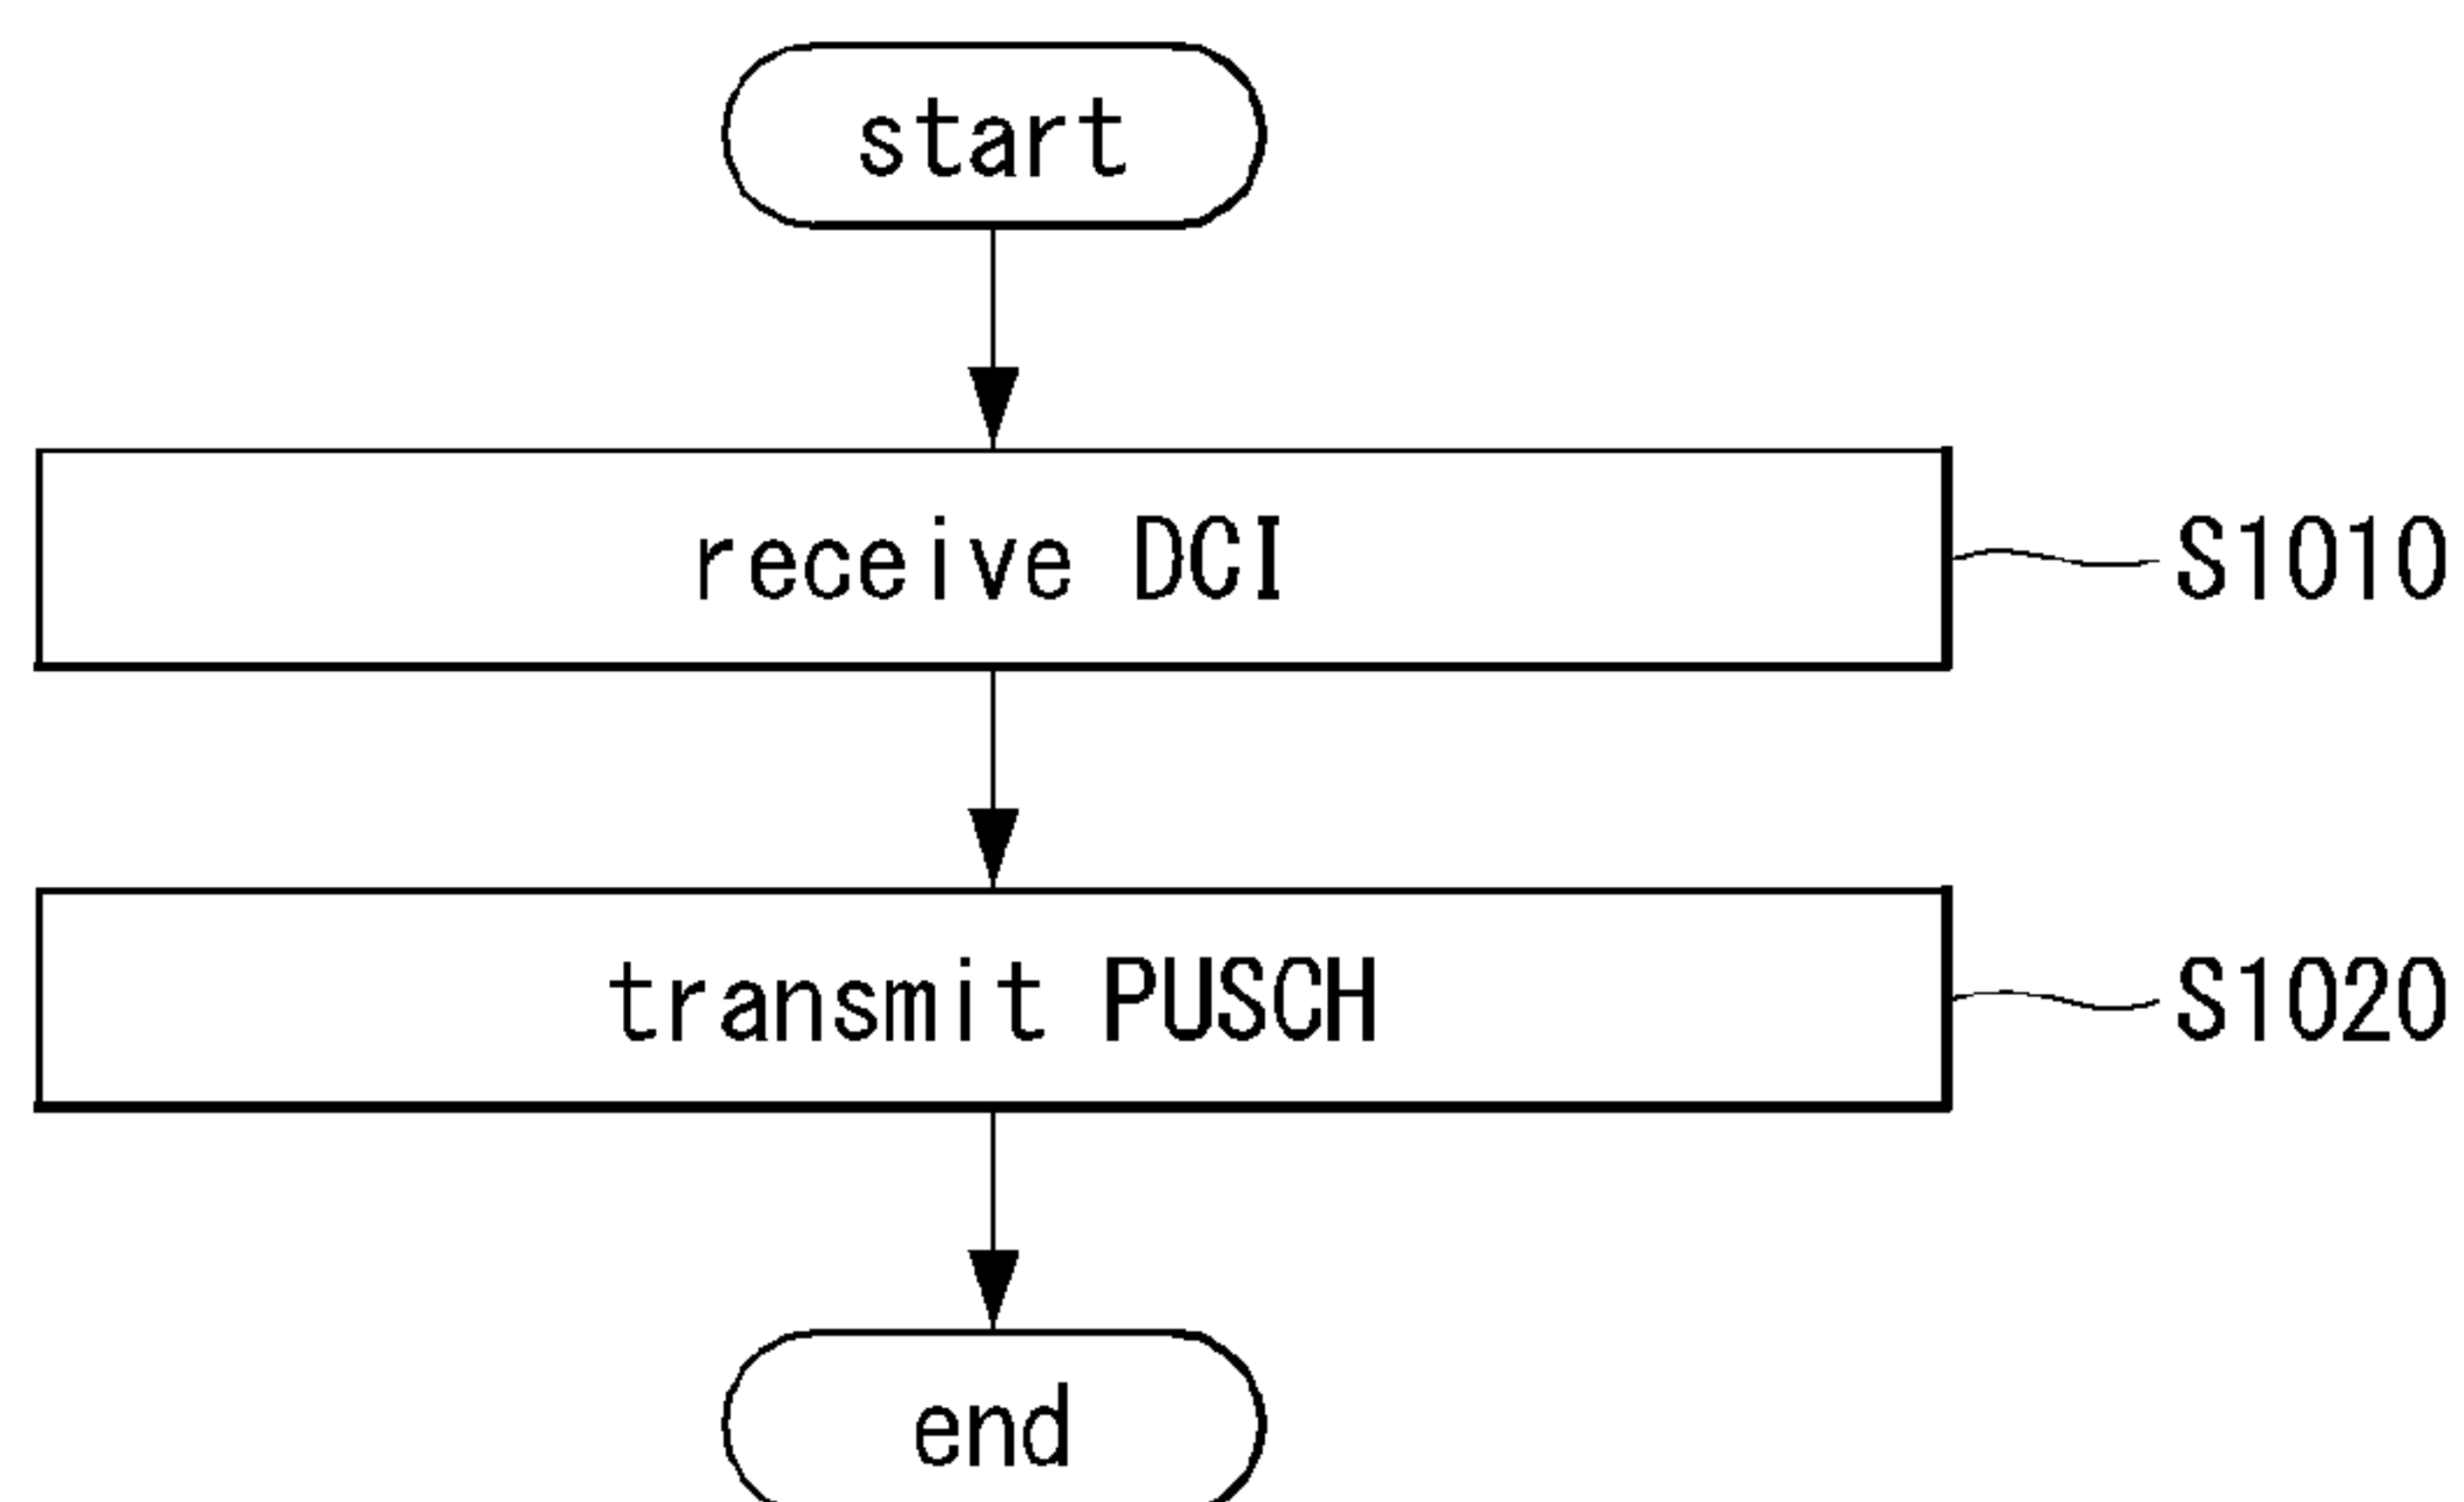 start
receive DCI
S1010
transmit PUSCH
S1020
end